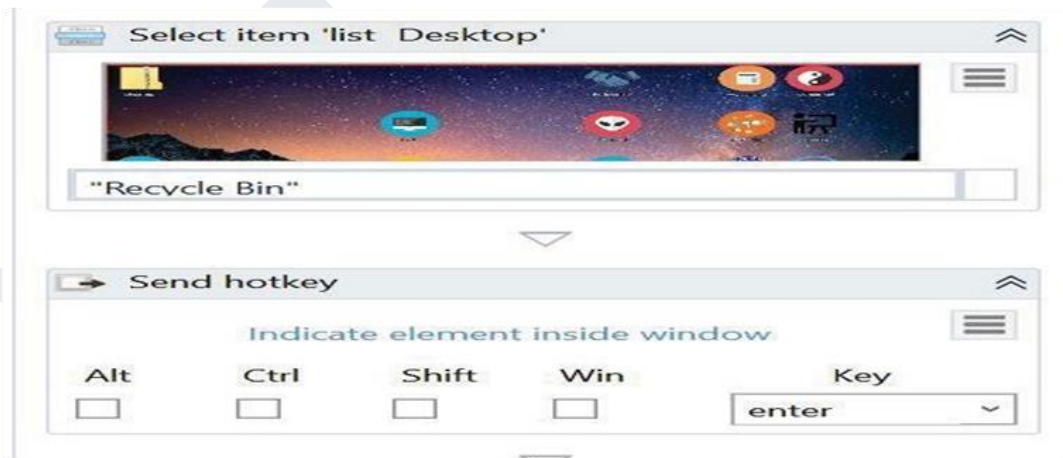 Select item 'list Desktop'
"Recycle Bin"
Send hotkey
Indicate element inside window
Alt Ctrl Shift Win Key
enter